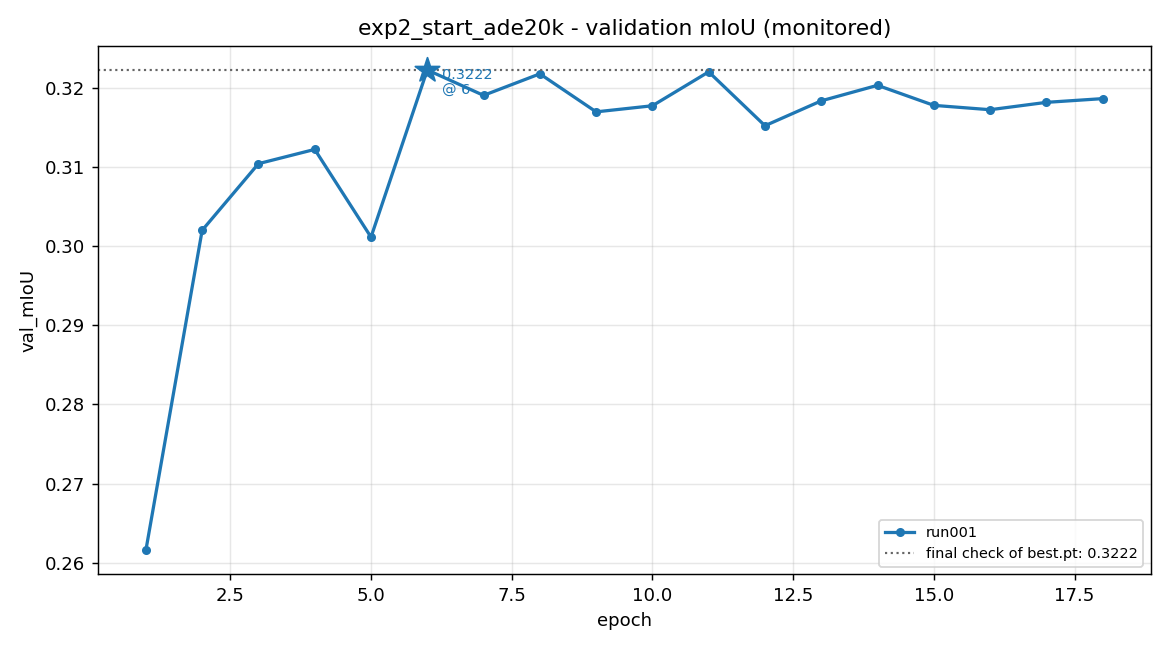 exp2_start_ade20k - validation mIoU (monitored)
val_mIoU
0.32
0.31
0.30
0.29
0.28
0.27
0.26
0.3222
@ 6
run001
final check of best.pt: 0.3222
2.5 5.0 7.5 10.0 12.5 15.0 17.5
epoch